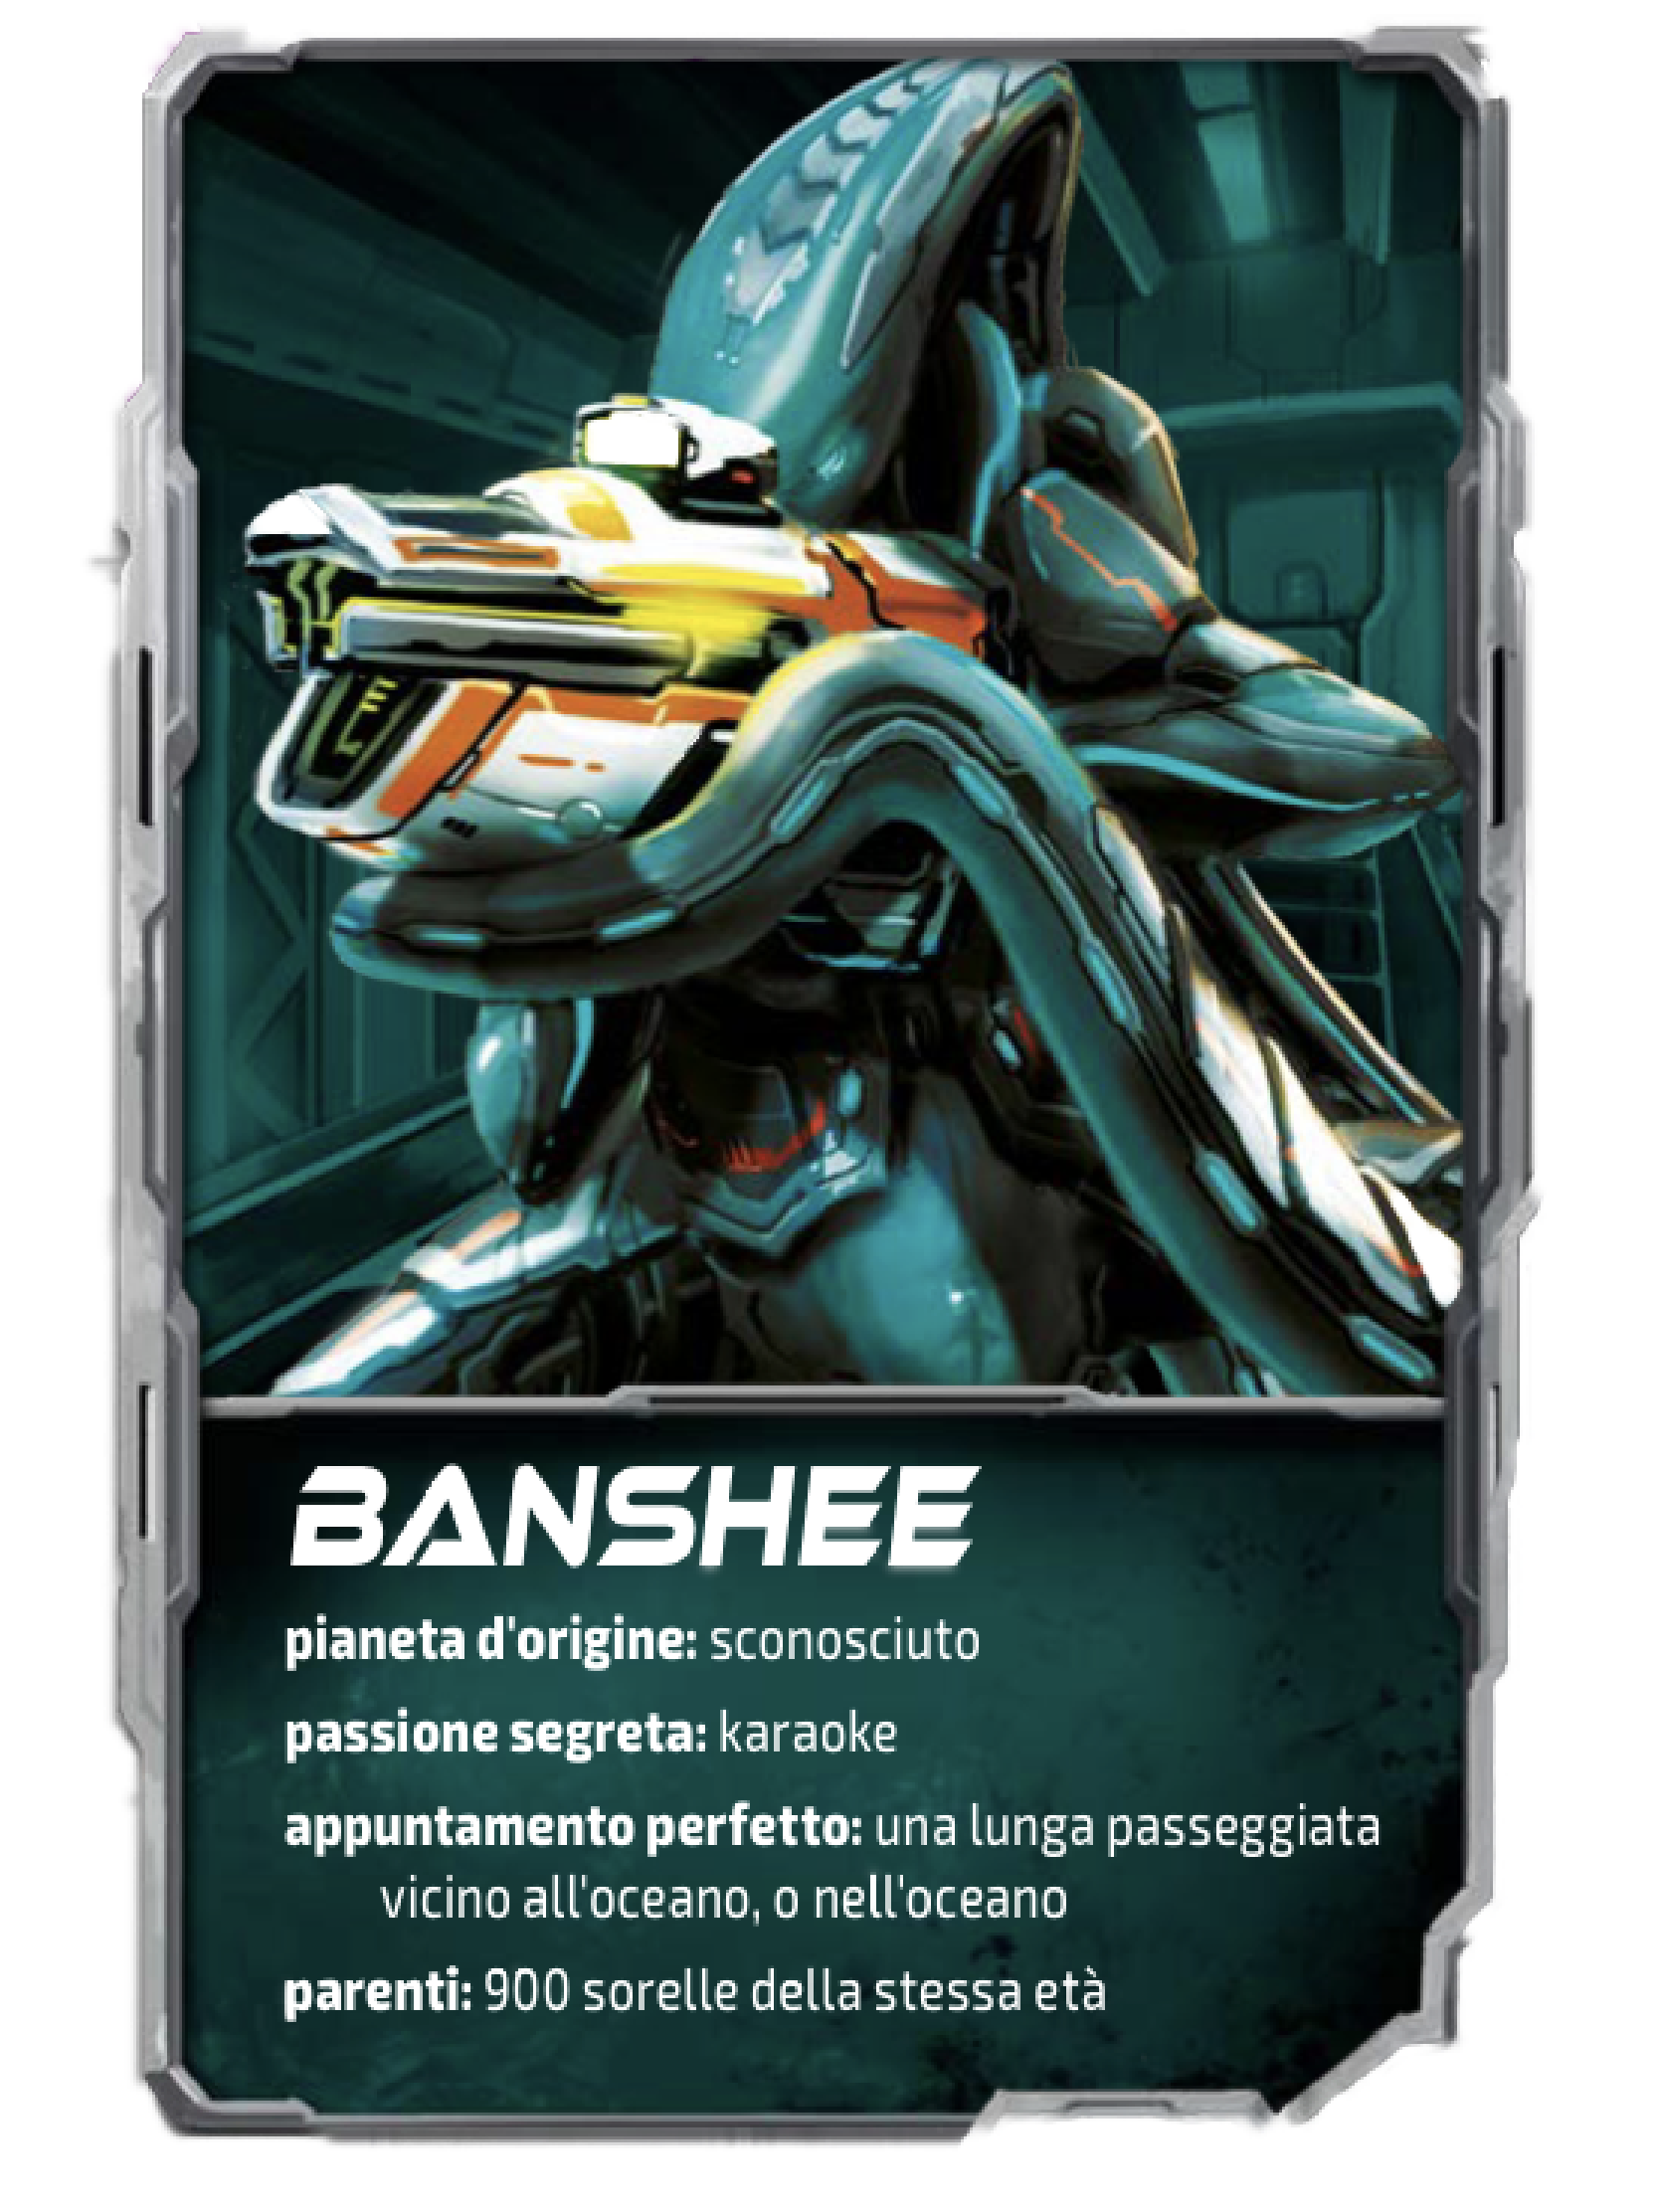 BANSHEE
pianeta d'origine: sconosciuto
passione segreta: karaoke
appuntamento perfetto: una lunga passeggiata
vicino all'oceano, o nell'oceano
parenti: 900 sorelle della stessa età